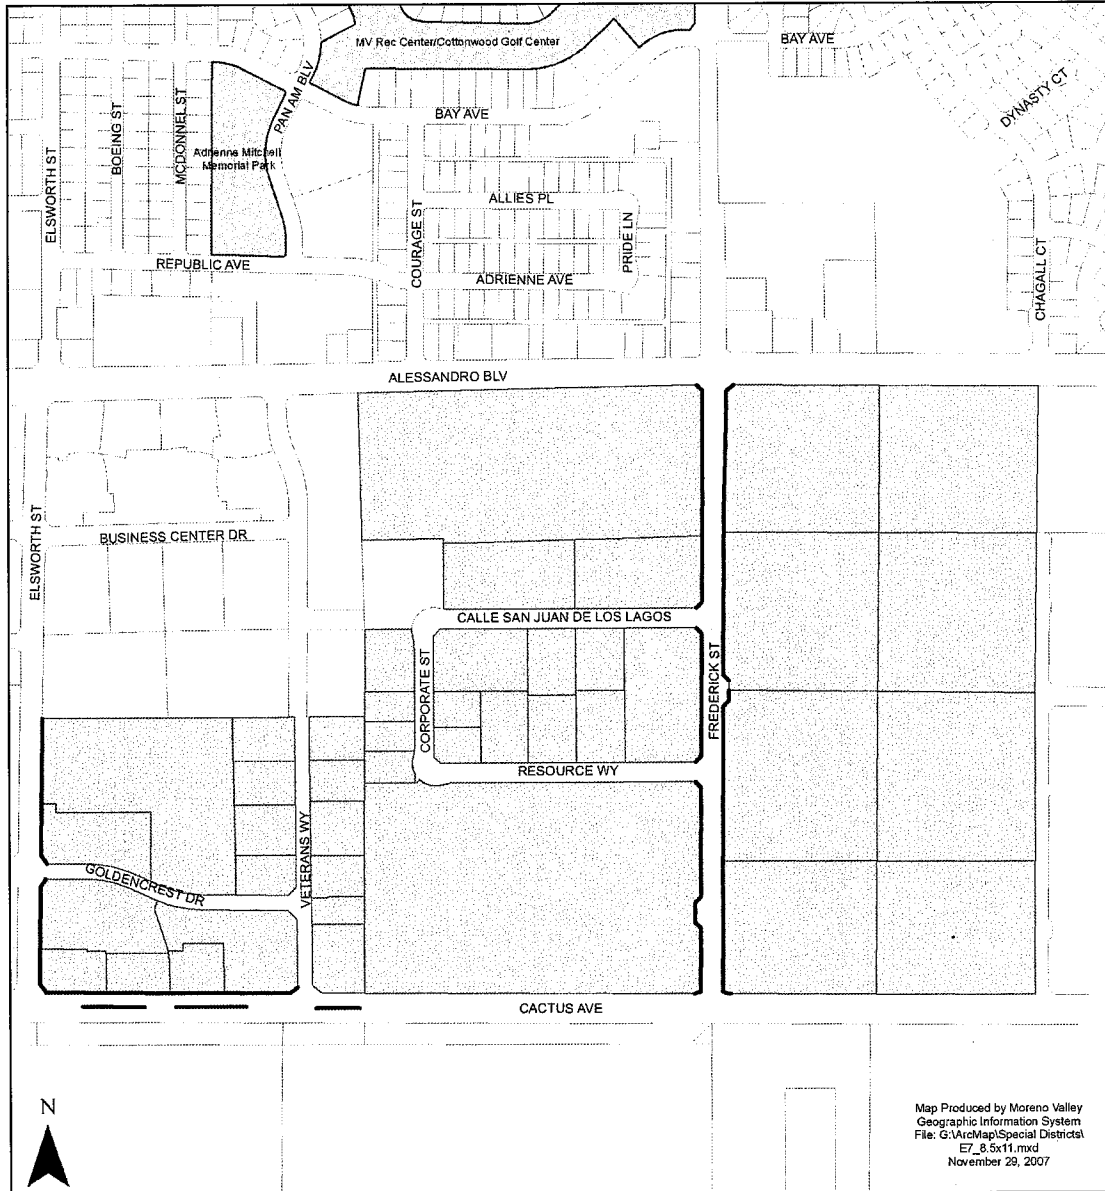 MV Rec Center/Cottonwood Golf Center
BAY AVE
PAN AM BLV
DYNASTY CT
BOEING ST
MCDONNEL ST
BAY AVE
Adrienne Mitchell
Memorial Park
ELSWORTH ST
ALLIES PL
COURAGE ST
PRIDE LN
REPUBLIC AVE
ADRIENNE AVE
CHAGALL CT
ALESSANDRO BLV
ELSWORTH ST
BUSINESS CENTER DR
CALLE SAN JUAN DE LOS LAGOS
CORPORATE ST
FREDERICK ST
RESOURCE WY
VETERANS WY
GOLDENCREST DR
CACTUS AVE
N
Map Produced by Moreno Valley
Geographic Information System
File: G:\ArcMap\Special Districts\
E7_8.5x11.mxd
November 29, 2007